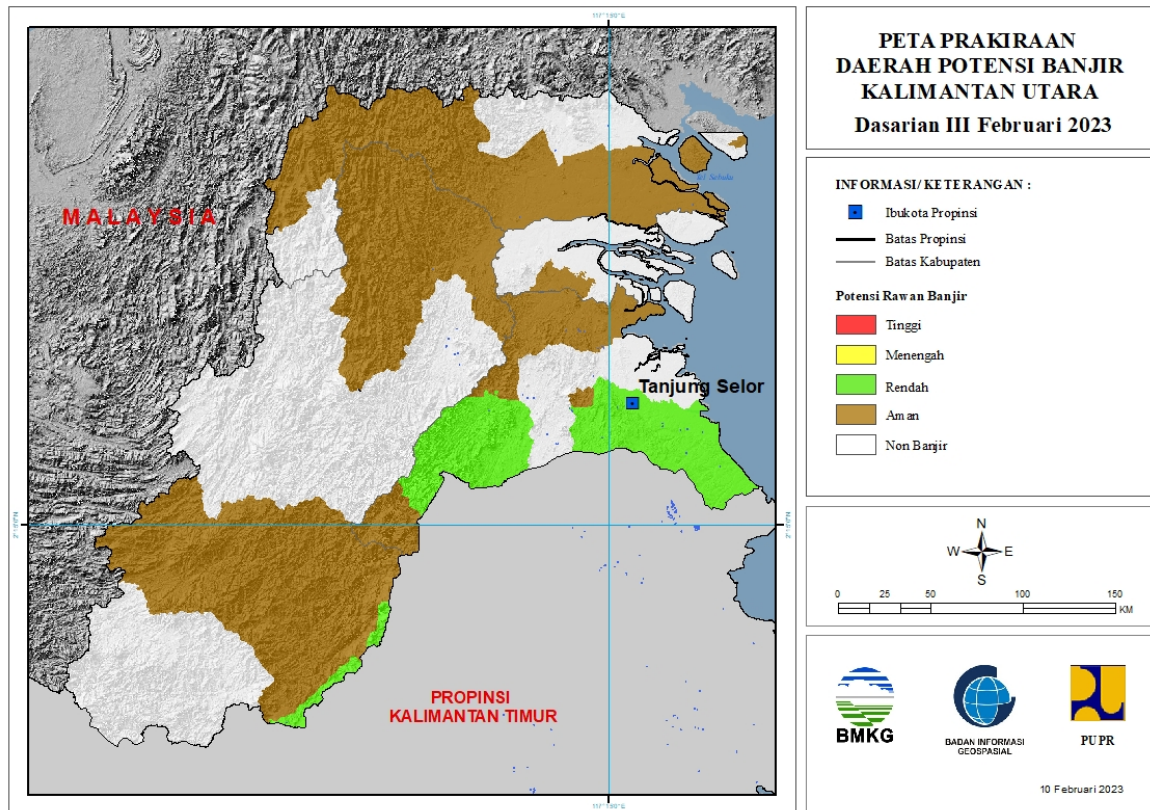 PETA PRAKIRAAN
DAERAH POTENSI BANJIR
KALIMANTAN UTARA
Dasarian III Februari 2023
INFORMASI/KETERANGAN :
Ibukota Propinsi
Batas Propinsi
Batas Kabupaten
Potensi Rawan Banjir
Tinggi
Menengah
Rendah
Aman
Non Banjir
N
W E
S
0 25 50 100 150
KM
BMKG
BADAN INFORMASI
GEOSPASIAL
PUPR
10 Februari 2023
MALAYSIA
Tanjung Selor
PROPINSI
KALIMANTAN TIMUR